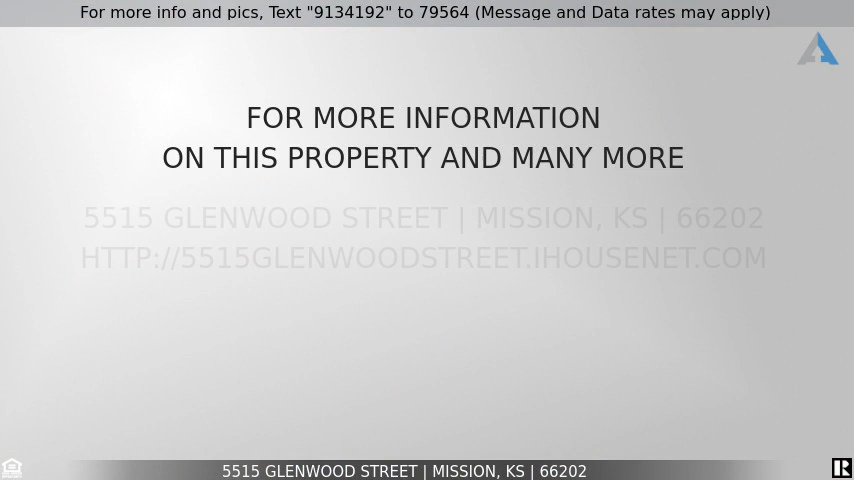 For more info and pics, Text "9134192" to 79564 (Message and Data rates may apply)
FOR MORE INFORMATION
ON THIS PROPERTY AND MANY MORE
5515 GLENWOOD STREET | MISSION, KS | 66202
HTTP://5515GLENWOODSTREET.IHOUSENET.COM
5515 GLENWOOD STREET | MISSION, KS | 66202